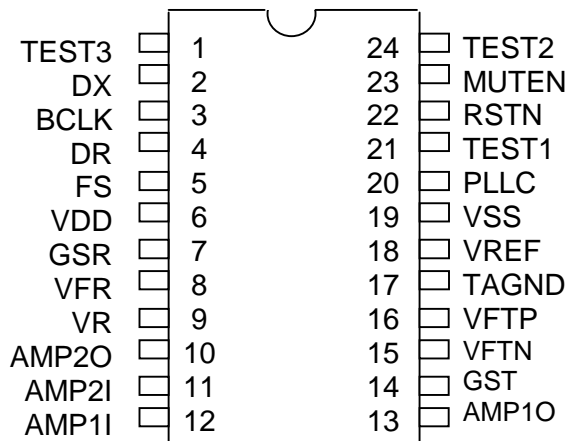 TEST3 1 24 TEST2
DX 2 23 MUTEN
BCLK 3 22 RSTN
DR 4 21 TEST1
FS 5 20 PLLC
VDD 6 19 VSS
GSR 7 18 VREF
VFR 8 17 TAGND
VR 9 16 VFTP
AMP2O 10 15 VFTN
AMP2I 11 14 GST
AMP1I 12 13 AMP1O